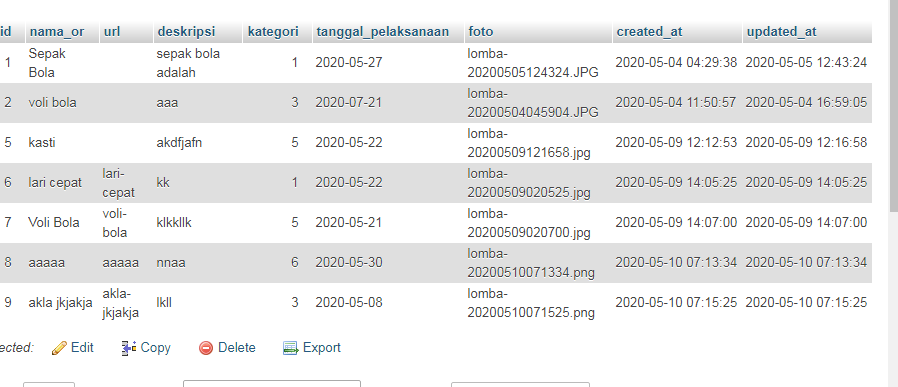 id nama_or url deskripsi kategori tanggal_pelaksanaan foto created_at updated_at
1 Sepak Bola sepak bola adalah 1 2020-05-27 lomba-20200505124324.JPG 2020-05-04 04:29:38 2020-05-05 12:43:24
2 voli bola aaa 3 2020-07-21 lomba-20200504045904.JPG 2020-05-04 11:50:57 2020-05-04 16:59:05
5 kasti akdfjafn 5 2020-05-22 lomba-20200509121658.jpg 2020-05-09 12:12:53 2020-05-09 12:16:58
6 lari cepat lari-cepat kk 1 2020-05-22 lomba-20200509020525.jpg 2020-05-09 14:05:25 2020-05-09 14:05:25
7 Voli Bola voli-bola klkkllk 5 2020-05-21 lomba-20200509020700.jpg 2020-05-09 14:07:00 2020-05-09 14:07:00
8 aaaaa aaaaa nnaa 6 2020-05-30 lomba-20200510071334.png 2020-05-10 07:13:34 2020-05-10 07:13:34
9 akla jkjakja akla-jkjakja lkll 3 2020-05-08 lomba-20200510071525.png 2020-05-10 07:15:25 2020-05-10 07:15:25
ected: Edit Copy Delete Export